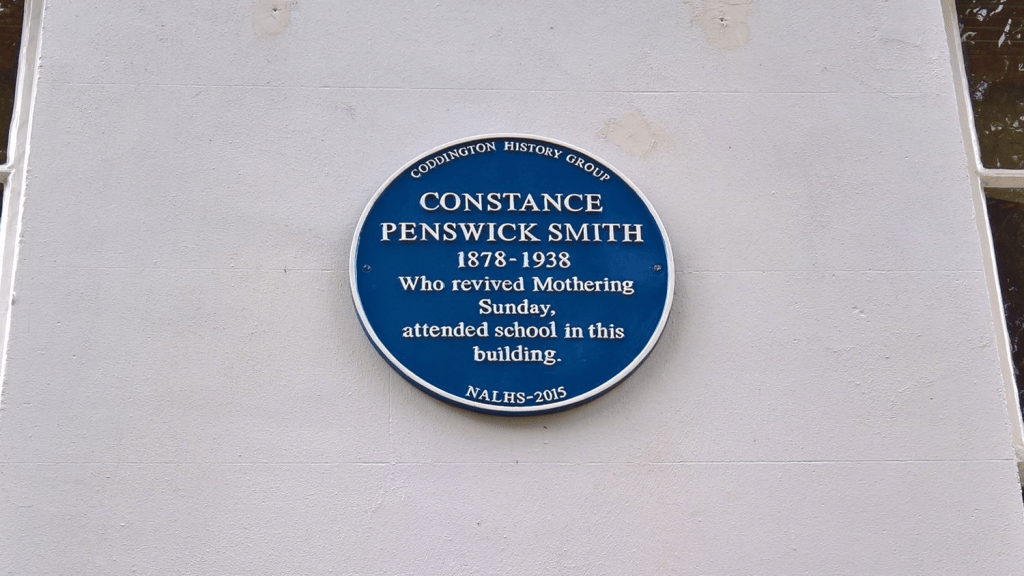 CODDINGTON HISTORY GROUP
CONSTANCE
PENSWICK SMITH
1878-1938
Who revived Mothering
Sunday,
attended school in this
building.
NALHS-2015